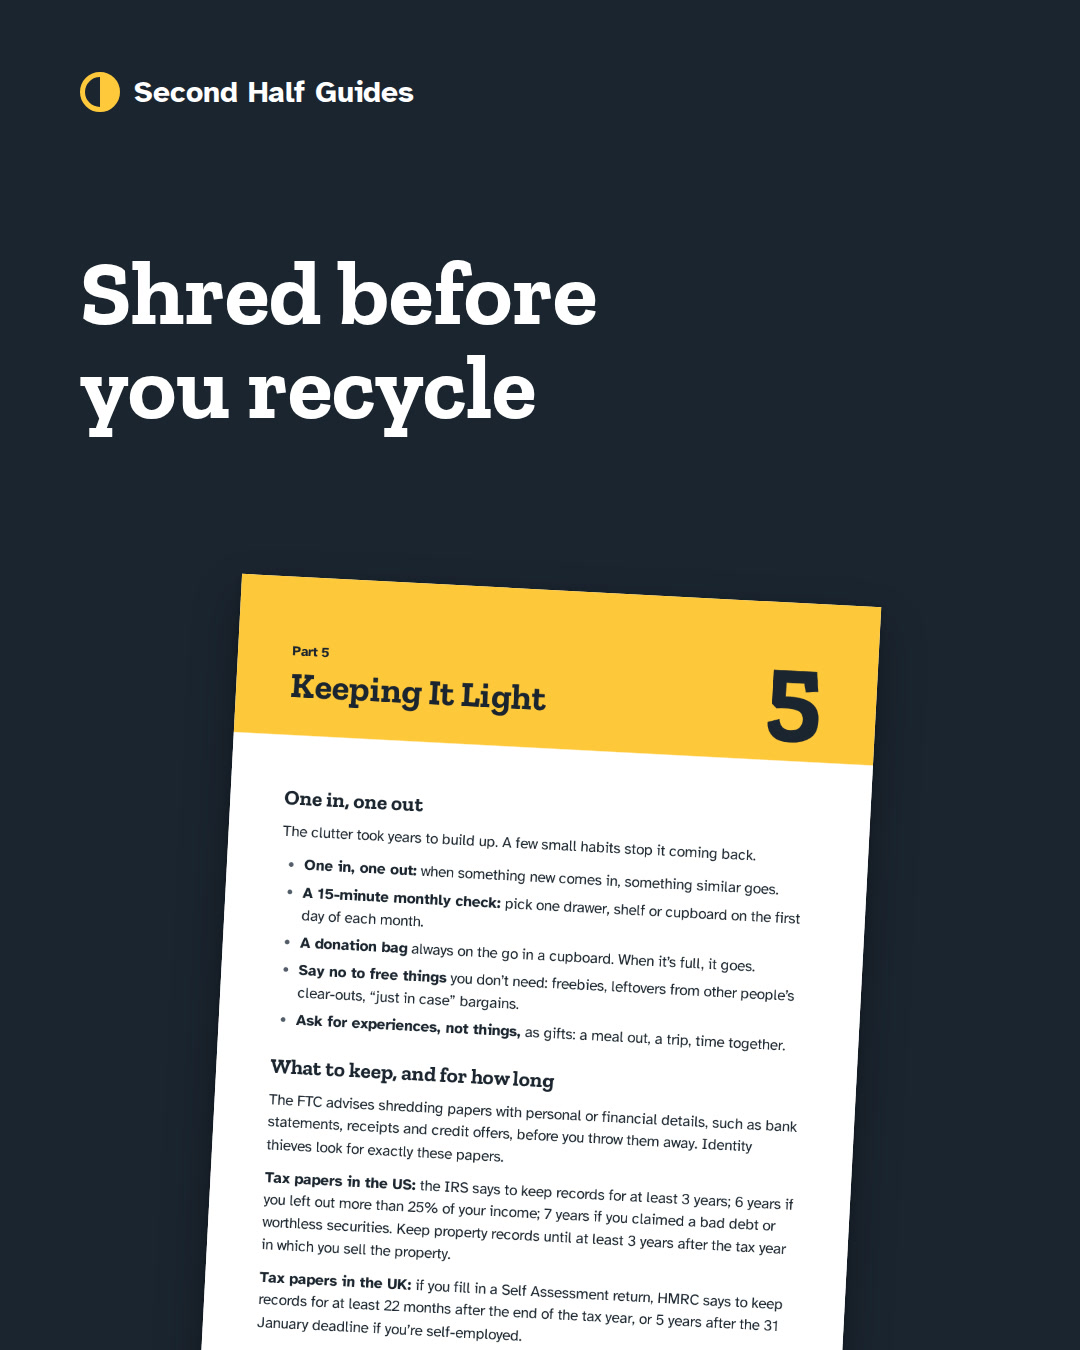 Second Half Guides
Shred before
you recycle
Part 5
Keeping It Light
5
One in, one out
The clutter took years to build up. A few small habits stop it coming back.
• One in, one out: when something new comes in, something similar goes.
• A 15-minute monthly check: pick one drawer, shelf or cupboard on the first
day of each month.
• A donation bag always on the go in a cupboard. When it’s full, it goes.
• Say no to free things you don’t need: freebies, leftovers from other people’s
clear-outs, “just in case” bargains.
• Ask for experiences, not things, as gifts: a meal out, a trip, time together.
What to keep, and for how long
The FTC advises shredding papers with personal or financial details, such as bank
statements, receipts and credit offers, before you throw them away. Identity
thieves look for exactly these papers.
Tax papers in the US: the IRS says to keep records for at least 3 years; 6 years if
you left out more than 25% of your income; 7 years if you claimed a bad debt or
worthless securities. Keep property records until at least 3 years after the tax year
in which you sell the property.
Tax papers in the UK: if you fill in a Self Assessment return, HMRC says to keep
records for at least 22 months after the end of the tax year, or 5 years after the 31
January deadline if you’re self-employed.